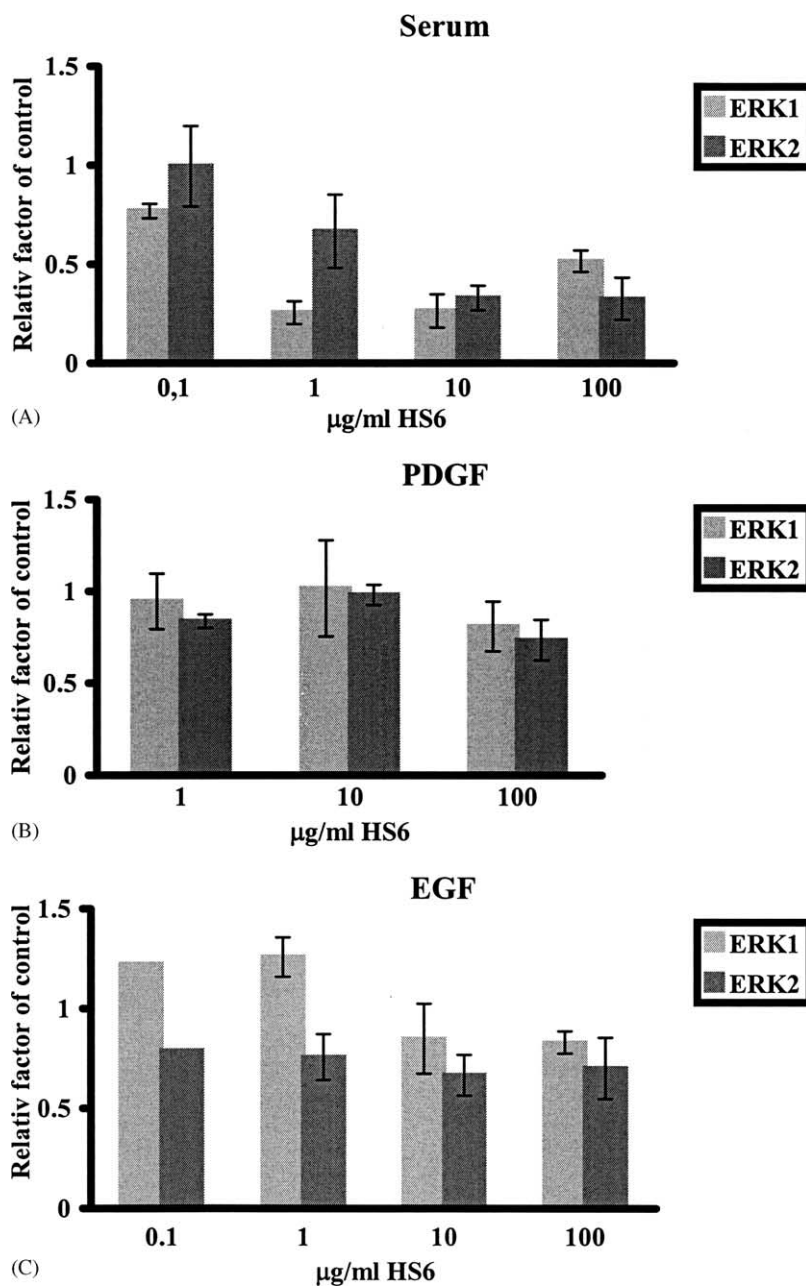 Serum
Relativ factor of control
1.5
1
0.5
0
0,1 1 10 100
µg/ml HS6
ERK1
ERK2
(A)
PDGF
Relativ factor of control
1.5
1
0.5
0
1 10 100
µg/ml HS6
ERK1
ERK2
(B)
EGF
Relativ factor of control
1.5
1
0.5
0
0.1 1 10 100
µg/ml HS6
ERK1
ERK2
(C)